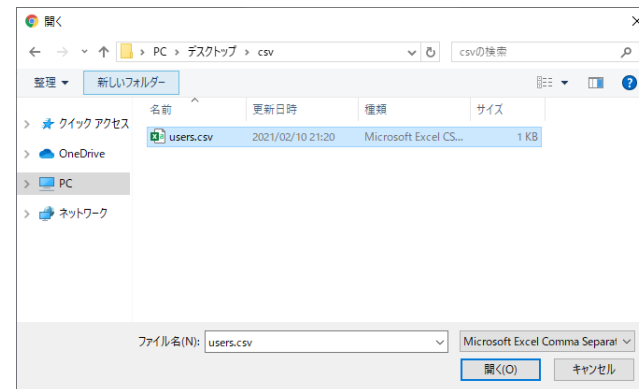 開く
PC › デスクトップ › csv
csvの検索
整理 新しいフォルダー
名前 更新日時 種類 サイズ
クイック アクセス
users.csv 2021/02/10 21:20 Microsoft Excel CS... 1 KB
OneDrive
PC
ネットワーク
ファイル名(N): users.csv
Microsoft Excel Comma Separat
開く(O) キャンセル